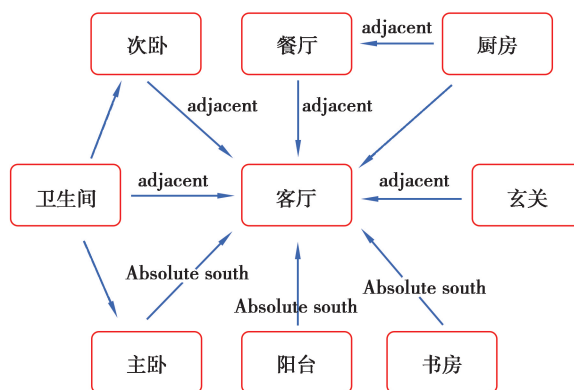 次卧
餐厅
adjacent
厨房
adjacent
adjacent
卫生间
adjacent
客厅
adjacent
玄关
Absolute south
Absolute south
Absolute south
主卧
阳台
书房